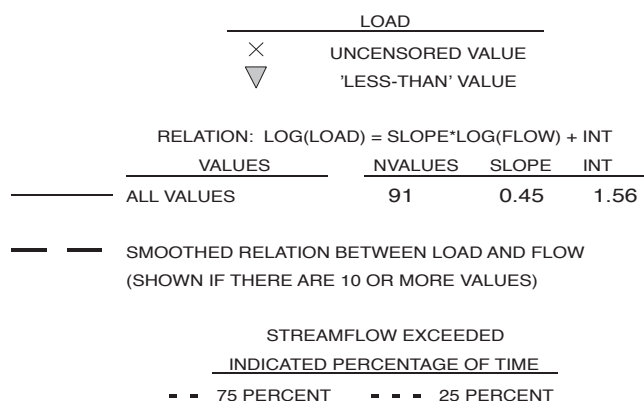 LOAD
UNCENSORED VALUE
'LESS-THAN' VALUE
RELATION: LOG(LOAD) = SLOPE*LOG(FLOW) + INT
VALUES NVALUES SLOPE INT
ALL VALUES 91 0.45 1.56
SMOOTHED RELATION BETWEEN LOAD AND FLOW
(SHOWN IF THERE ARE 10 OR MORE VALUES)
STREAMFLOW EXCEEDED
INDICATED PERCENTAGE OF TIME
75 PERCENT 25 PERCENT